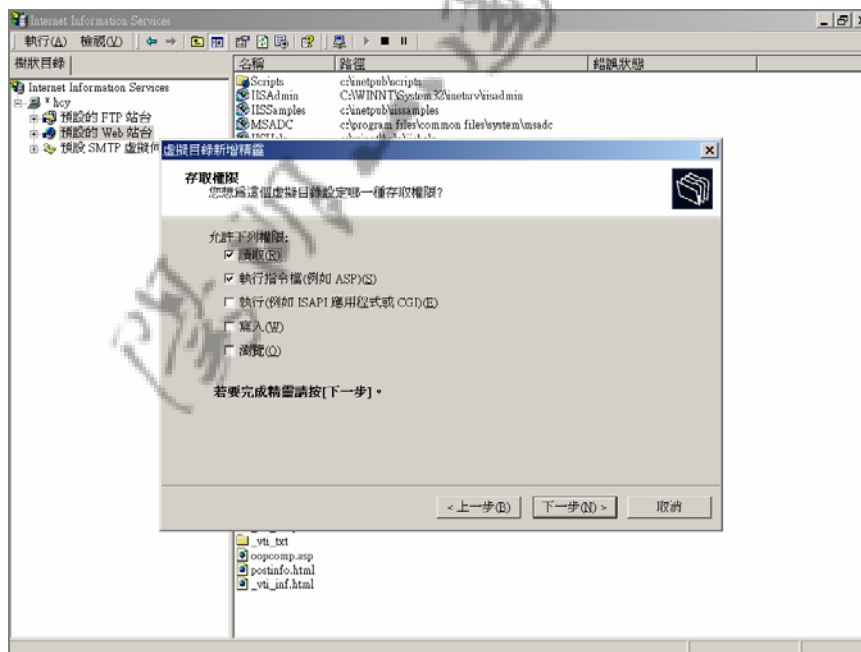 Internet Information Services
執行(A) 檢視(V)
樹狀目錄
名稱 路徑 錯誤狀態
Internet Information Services
* hcy
預設的 FTP 站台
預設的 Web 站台
預設 SMTP 虛擬伺
Scripts c:\inetpub\scripts
IISAdmin C:\WINNT\System32\inetsrv\iisadmin
IISSamples c:\inetpub\iissamples
MSADC c:\program files\common files\system\msadc
虛擬目錄新增精靈
存取權限
您想為這個虛擬目錄設定哪一種存取權限?
允許下列權限:
讀取(R)
執行指令檔(例如 ASP)(S)
執行(例如 ISAPI 應用程式或 CGI)(E)
寫入(W)
瀏覽(O)
若要完成精靈請按[下一步]。
<上一步(B) 下一步(N)> 取消
_vti_txt
oopcomp.asp
postinfo.html
_vti_inf.html